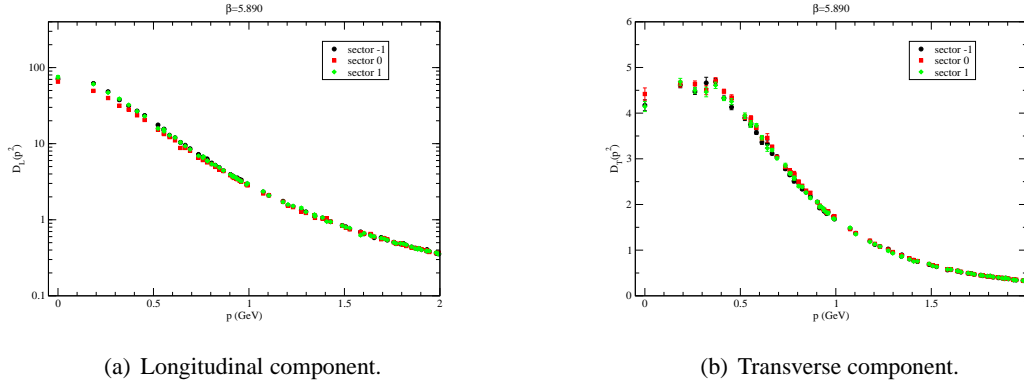 β=5.890
100
10
1
0.1
0
0.5
1
1.5
2
p (GeV)
D_L(p²)
sector -1
sector 0
sector 1
(a) Longitudinal component.
β=5.890
6
5
4
3
2
1
0
0
0.5
1
1.5
p (GeV)
D_T(p²)
sector -1
sector 0
sector 1
(b) Transverse component.